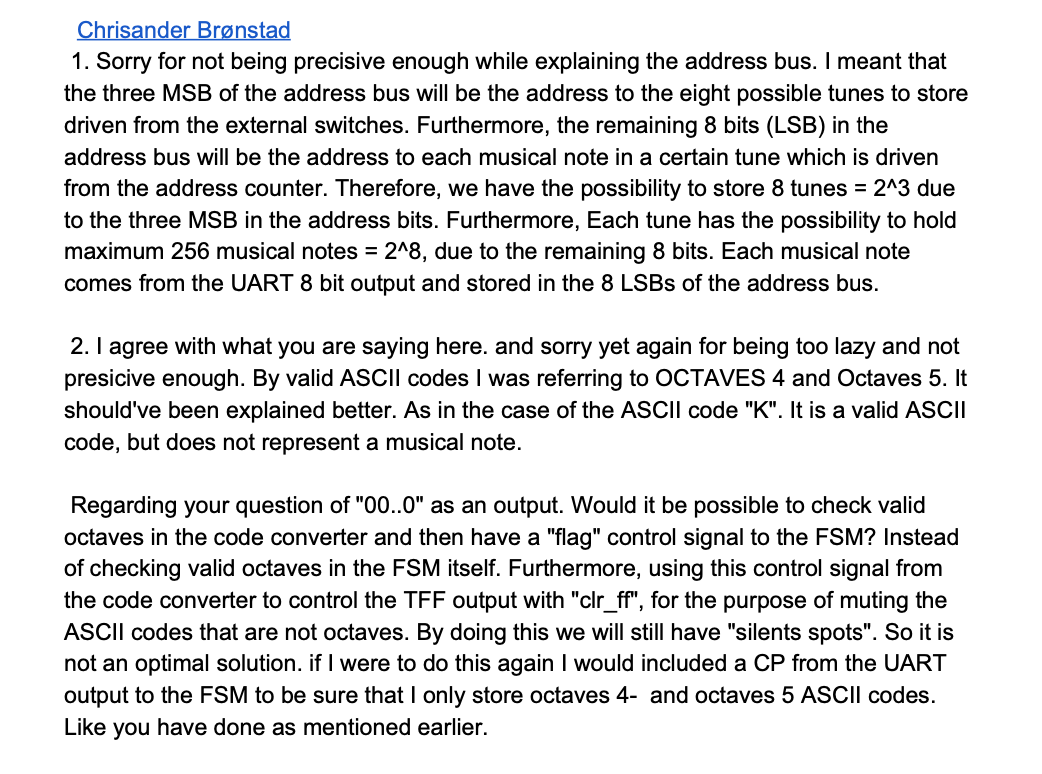 Chrisander Brønstad
1. Sorry for not being precisive enough while explaining the address bus. I meant that
the three MSB of the address bus will be the address to the eight possible tunes to store
driven from the external switches. Furthermore, the remaining 8 bits (LSB) in the
address bus will be the address to each musical note in a certain tune which is driven
from the address counter. Therefore, we have the possibility to store 8 tunes = 2^3 due
to the three MSB in the address bits. Furthermore, Each tune has the possibility to hold
maximum 256 musical notes = 2^8, due to the remaining 8 bits. Each musical note
comes from the UART 8 bit output and stored in the 8 LSBs of the address bus.
2. I agree with what you are saying here. and sorry yet again for being too lazy and not
presicive enough. By valid ASCII codes I was referring to OCTAVES 4 and Octaves 5. It
should've been explained better. As in the case of the ASCII code "K". It is a valid ASCII
code, but does not represent a musical note.
Regarding your question of "00..0" as an output. Would it be possible to check valid
octaves in the code converter and then have a "flag" control signal to the FSM? Instead
of checking valid octaves in the FSM itself. Furthermore, using this control signal from
the code converter to control the TFF output with "clr_ff", for the purpose of muting the
ASCII codes that are not octaves. By doing this we will still have "silents spots". So it is
not an optimal solution. if I were to do this again I would included a CP from the UART
output to the FSM to be sure that I only store octaves 4-  and octaves 5 ASCII codes.
Like you have done as mentioned earlier.